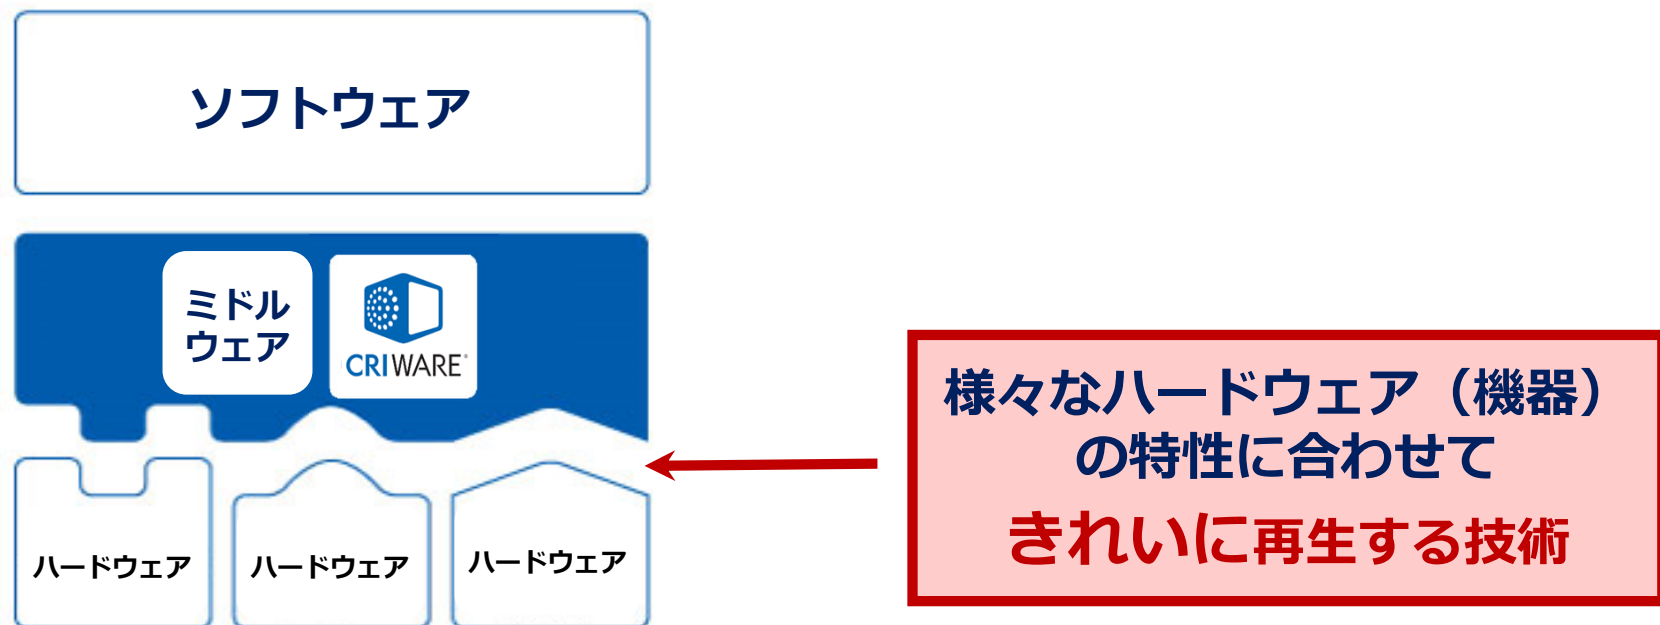 ソフトウェア
ミドル
ウェア
CRIWARE®
ハードウェア
ハードウェア
ハードウェア
様々なハードウェア（機器）
の特性に合わせて
きれいに再生する技術